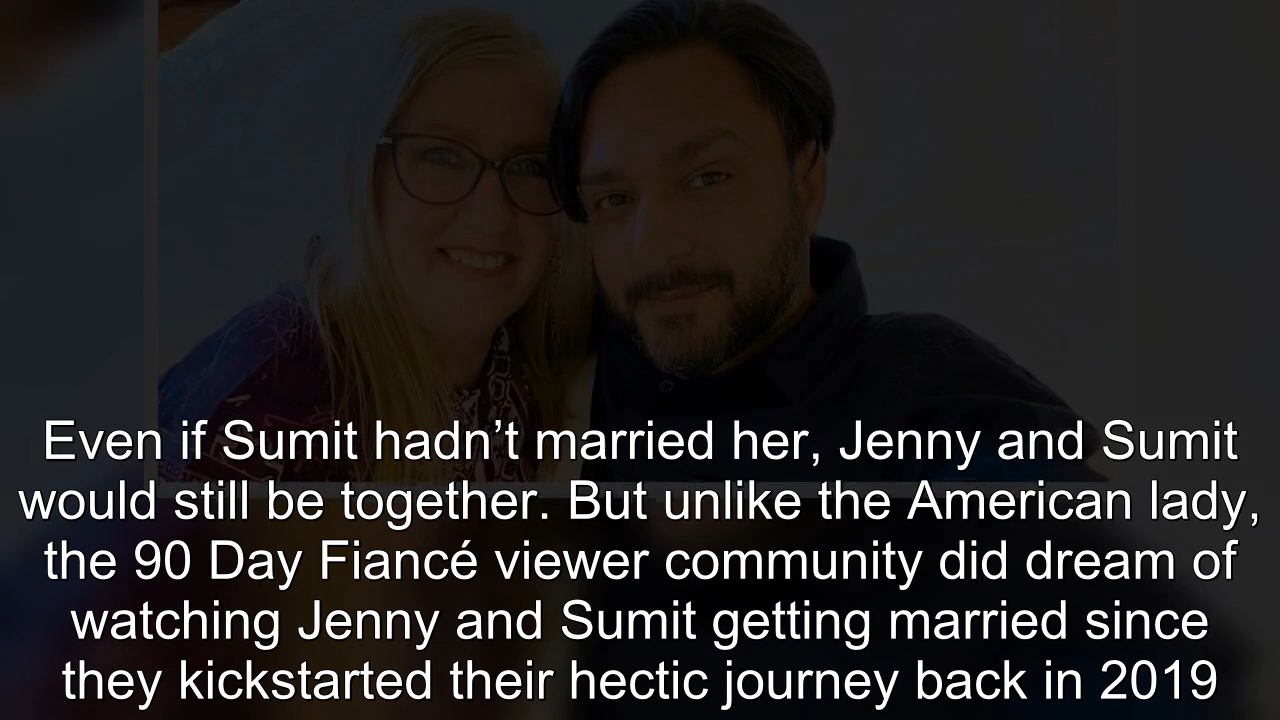 Even if Sumit hadn’t married her, Jenny and Sumit
would still be together. But unlike the American lady,
the 90 Day Fiancé viewer community did dream of
watching Jenny and Sumit getting married since
they kickstarted their hectic journey back in 2019